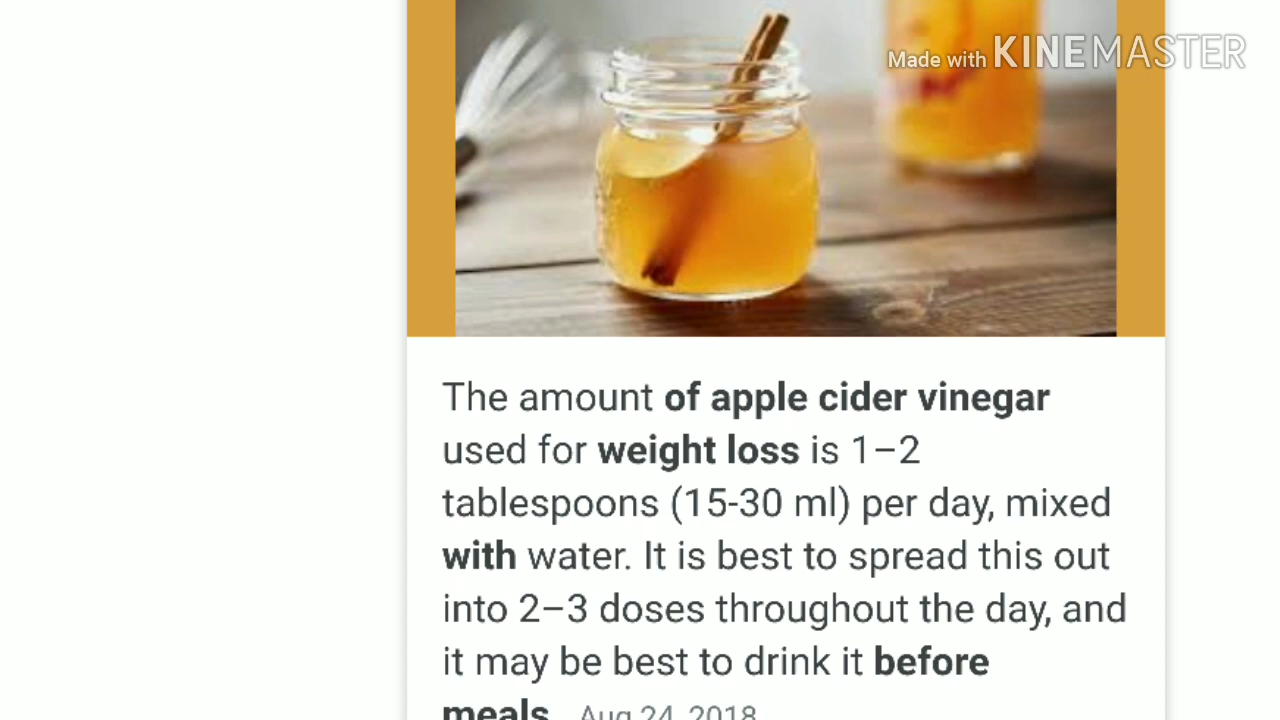 Made with KINEMASTER
The amount of apple cider vinegar
used for weight loss is 1–2
tablespoons (15-30 ml) per day, mixed
with water. It is best to spread this out
into 2–3 doses throughout the day, and
it may be best to drink it before
meals. Aug 24, 2018